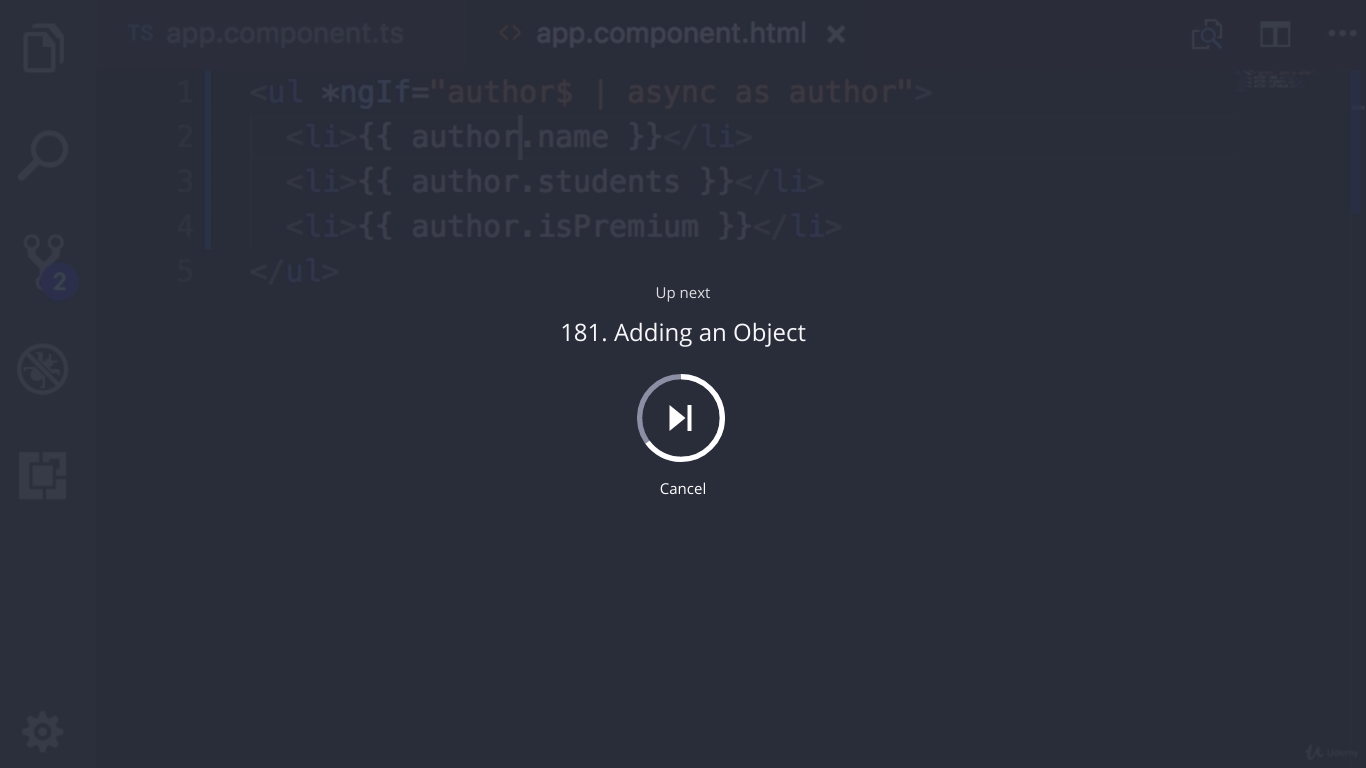 TS app.component.ts <> app.component.html
1 <ul *ngIf="author$ | async as author">
2 <li>{{ author.name }}</li>
3 <li>{{ author.students }}</li>
4 <li>{{ author.isPremium }}</li>
2
5 </ul>
Up next
181. Adding an Object
Cancel
Udemy